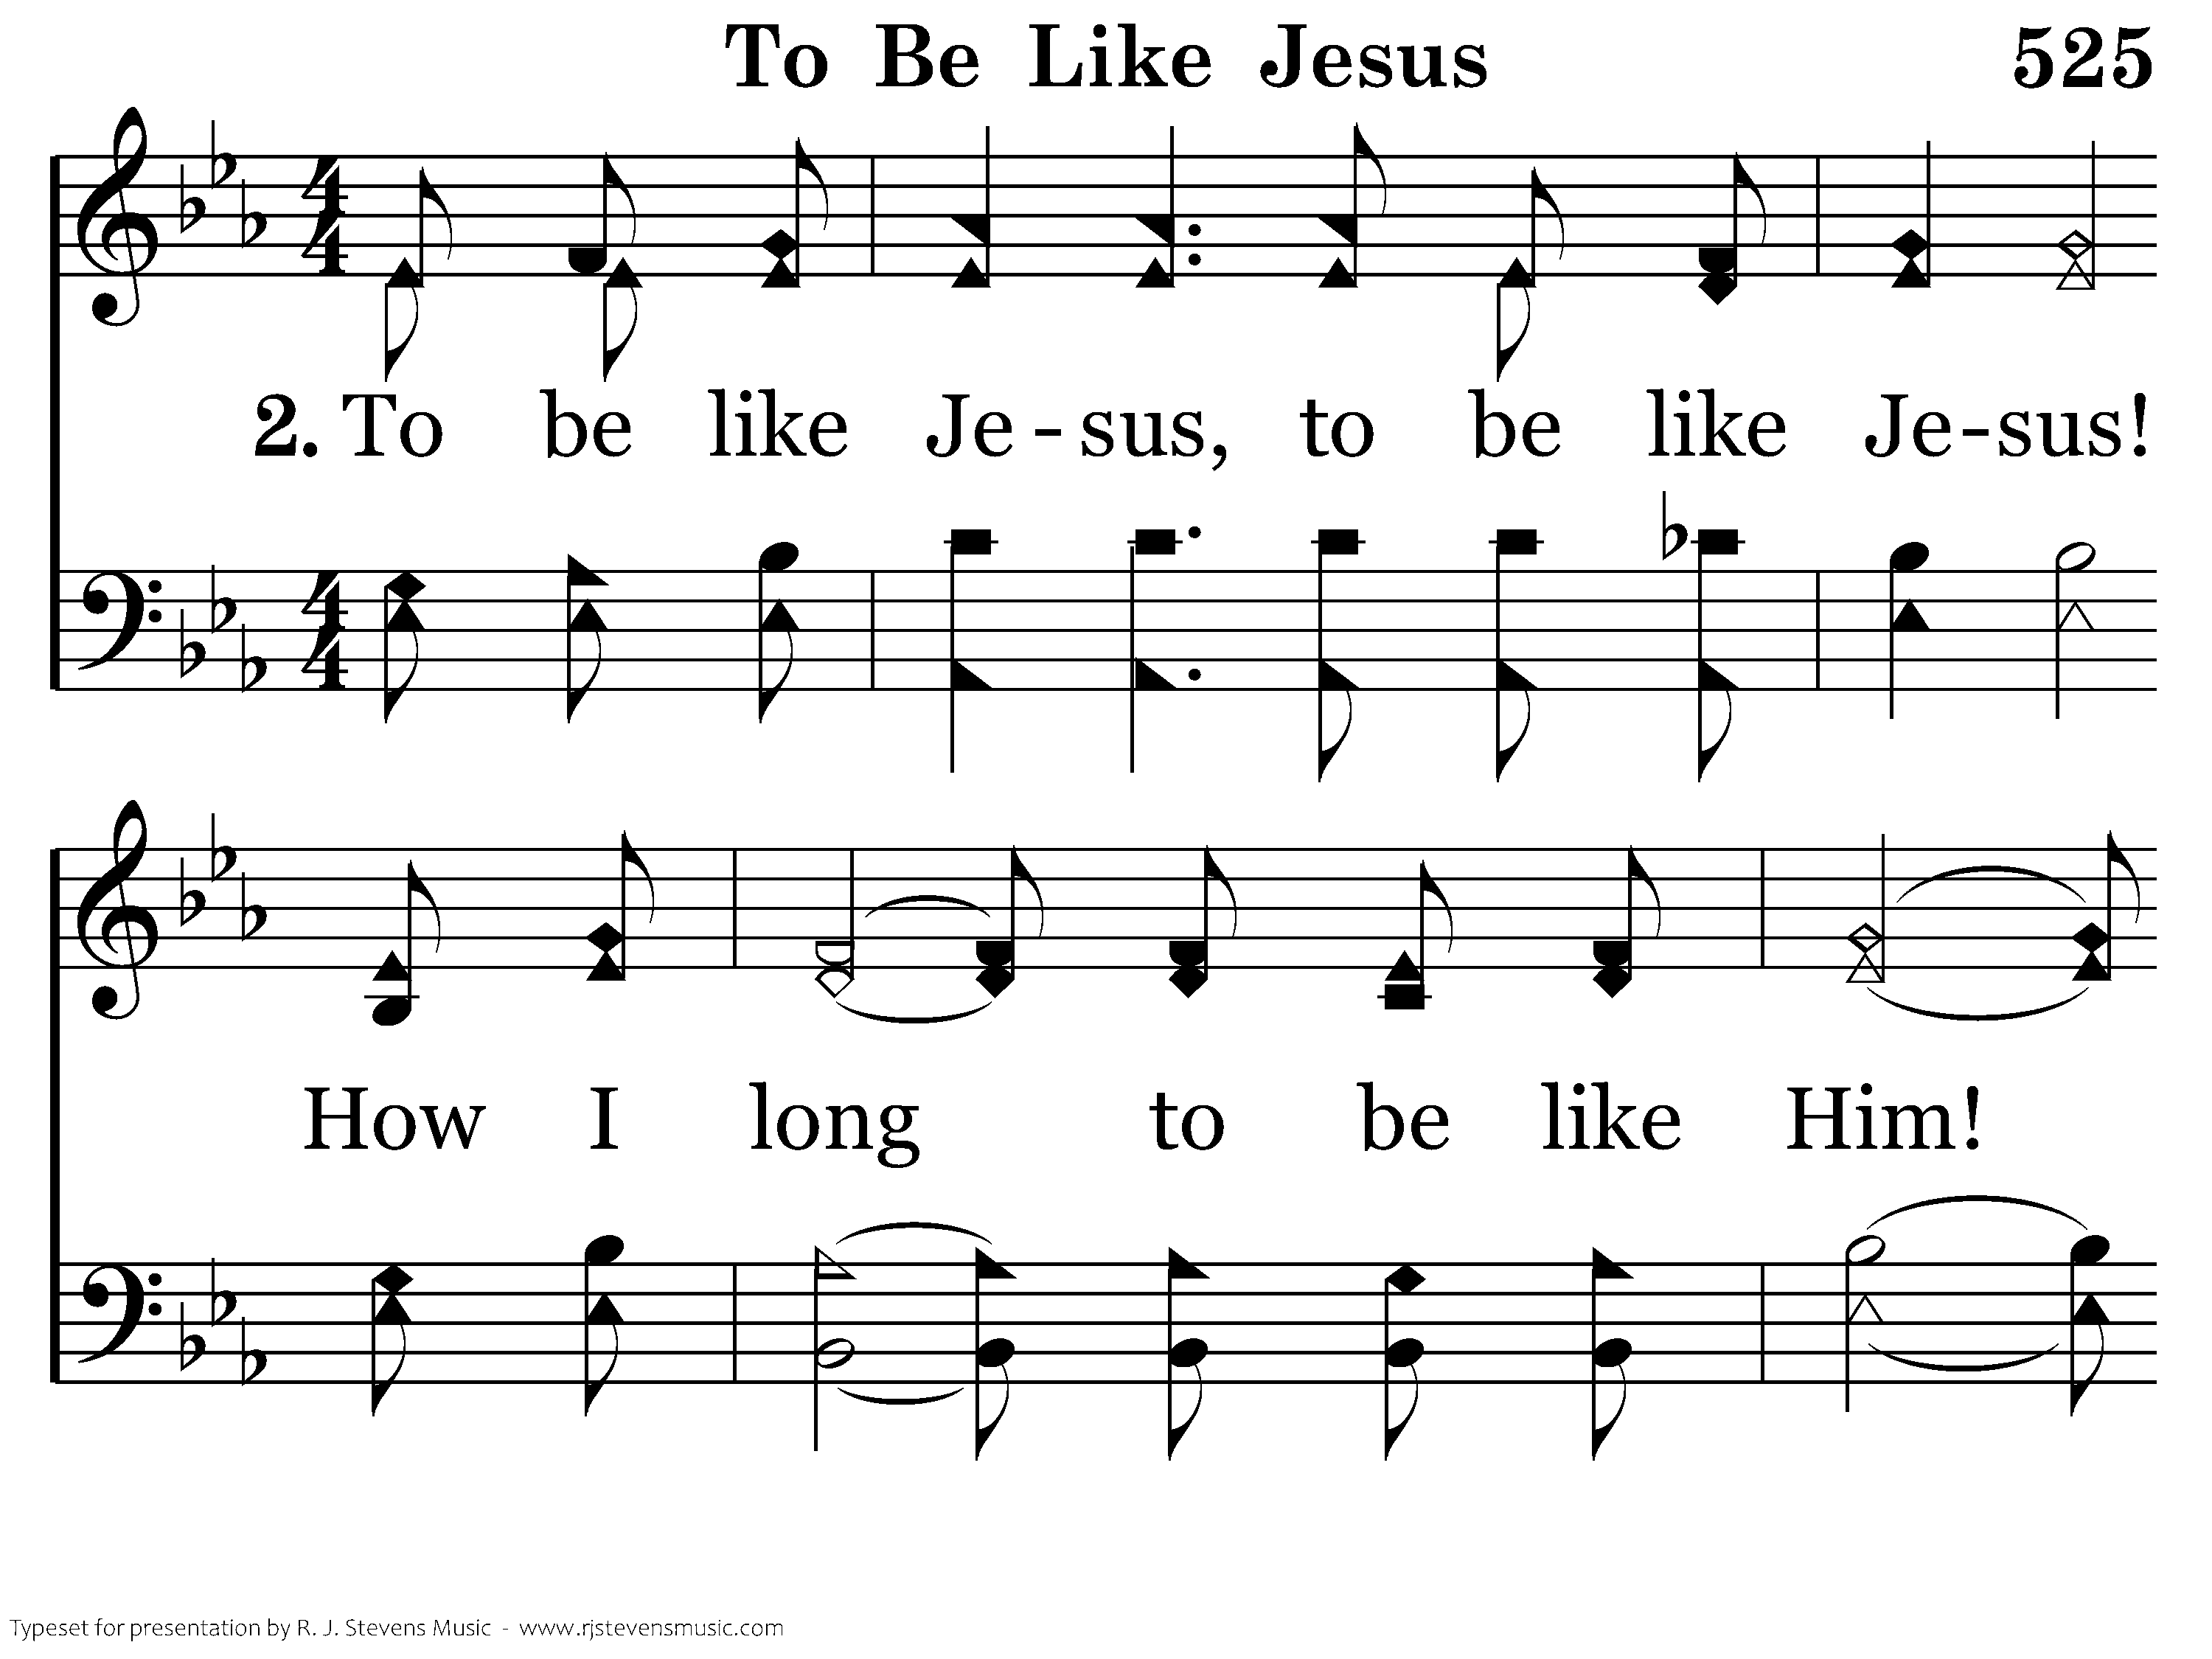 To Be Like Jesus 525
2. To be like Je - sus, to be like Je - sus!
How I long to be like Him!
Typeset for presentation by R. J. Stevens Music - www.rjstevensmusic.com